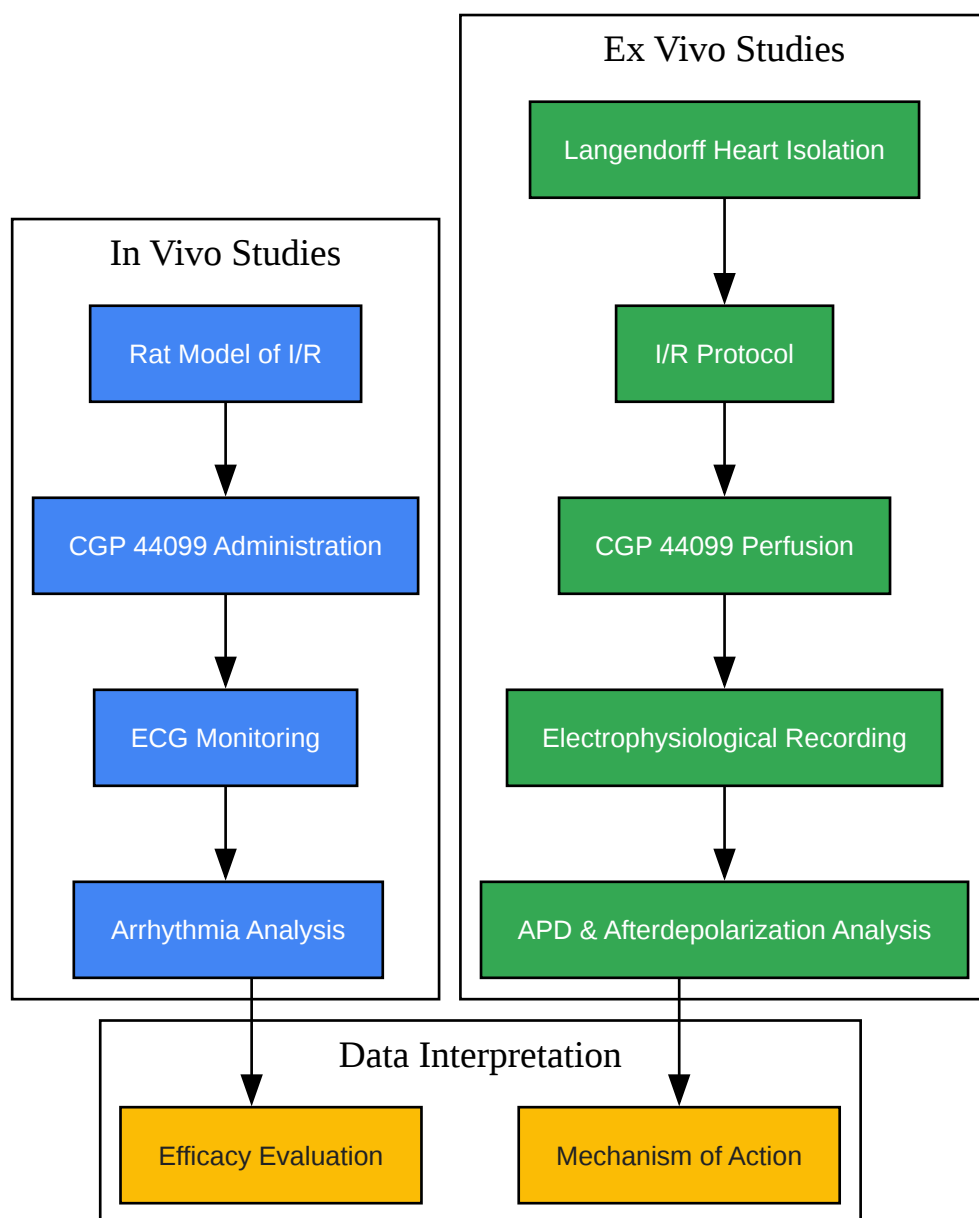 Ex Vivo Studies
Langendorff Heart Isolation
I/R Protocol
CGP 44099 Perfusion
Electrophysiological Recording
APD & Afterdepolarization Analysis
In Vivo Studies
Rat Model of I/R
CGP 44099 Administration
ECG Monitoring
Arrhythmia Analysis
Data Interpretation
Efficacy Evaluation
Mechanism of Action